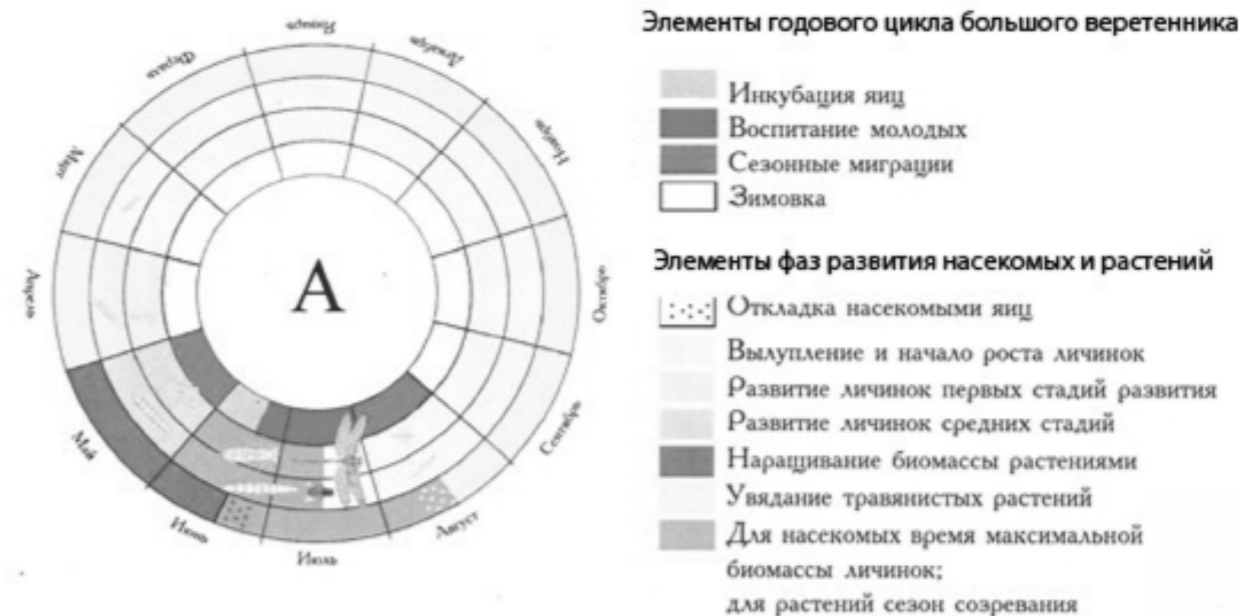 Элементы годового цикла большого веретенника
Инкубация яиц
Воспитание молодых
Сезонные миграции
Зимовка
Элементы фаз развития насекомых и растений
Откладка насекомыми яиц
Вылупление и начало роста личинок
Развитие личинок первых стадий развития
Развитие личинок средних стадий
Наращивание биомассы растениями
Увядание травянистых растений
Для насекомых время максимальной
биомассы личинок;
для растений сезон созревания
А
Январь
Декабрь
Ноябрь
Октябрь
Сентябрь
Август
Июль
Июнь
Май
Апрель
Март
Февраль